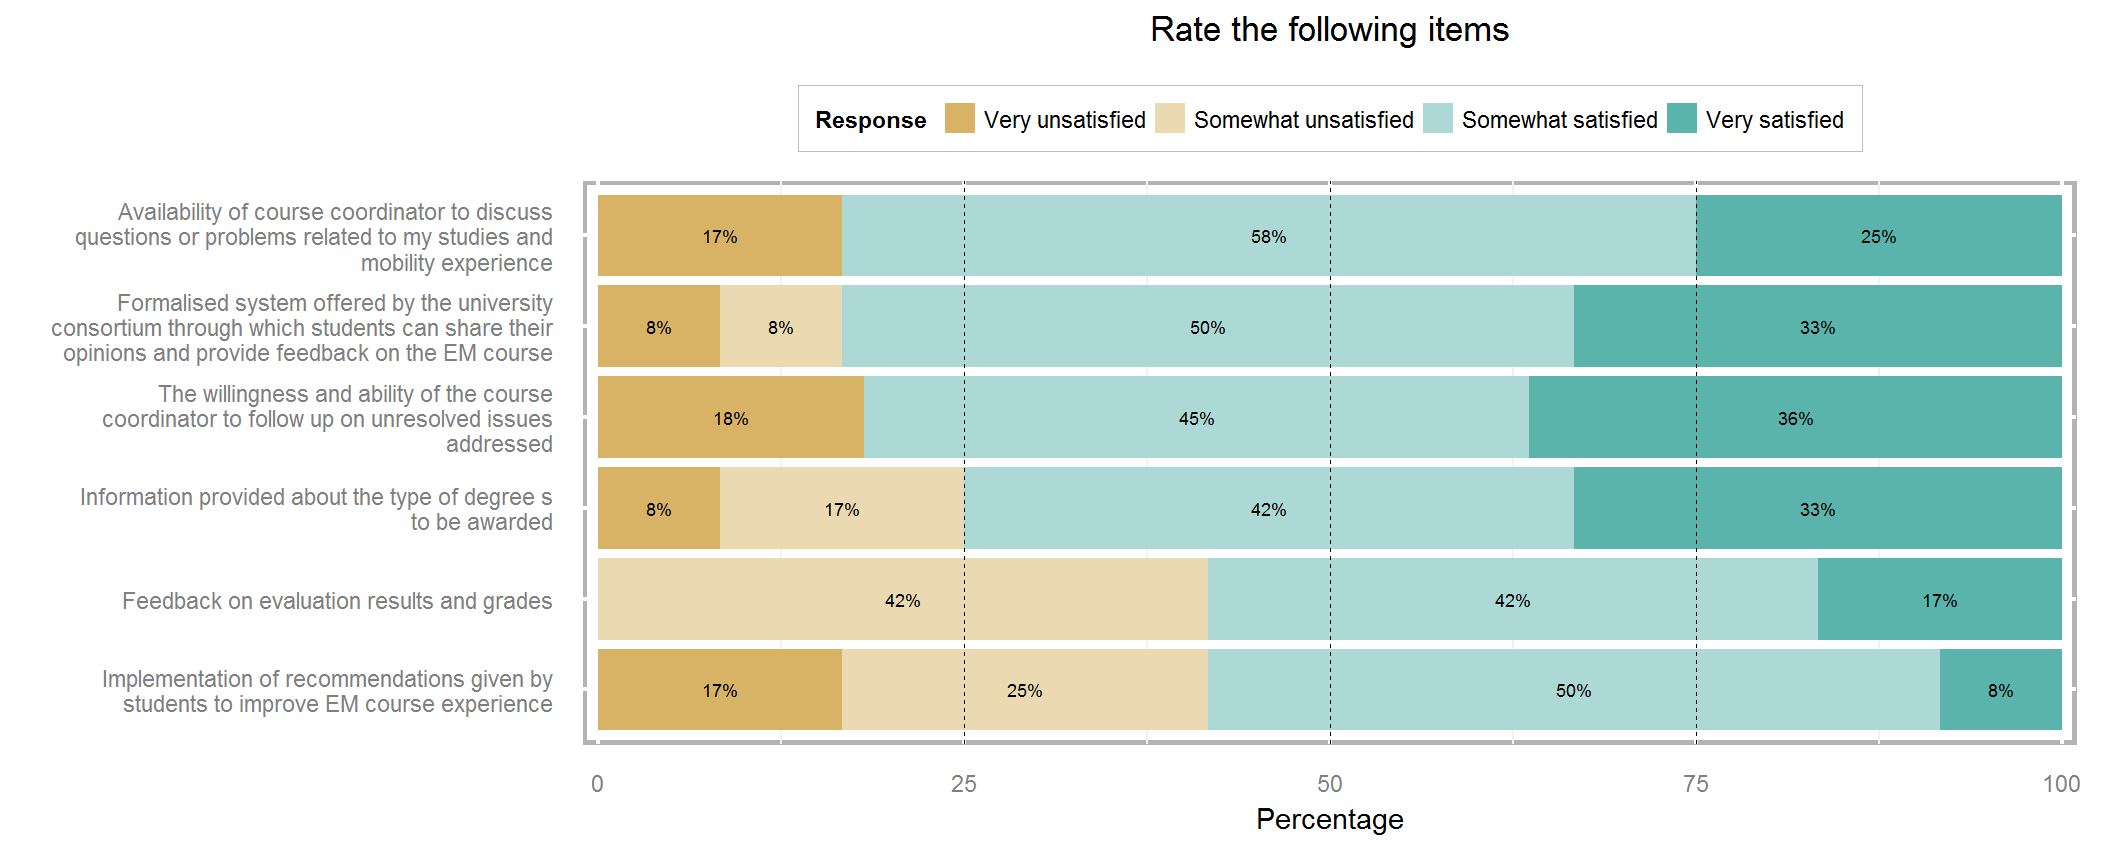 Rate the following items
Response Very unsatisfied Somewhat unsatisfied Somewhat satisfied Very satisfied
Availability of course coordinator to discuss
questions or problems related to my studies and
mobility experience
17% 58% 25%
Formalised system offered by the university
consortium through which students can share their
opinions and provide feedback on the EM course
8% 8% 50% 33%
The willingness and ability of the course
coordinator to follow up on unresolved issues
addressed
18% 45% 36%
Information provided about the type of degree s
to be awarded
8% 17% 42% 33%
Feedback on evaluation results and grades
42% 42% 17%
Implementation of recommendations given by
students to improve EM course experience
17% 25% 50% 8%
0 25 50 75 100
Percentage